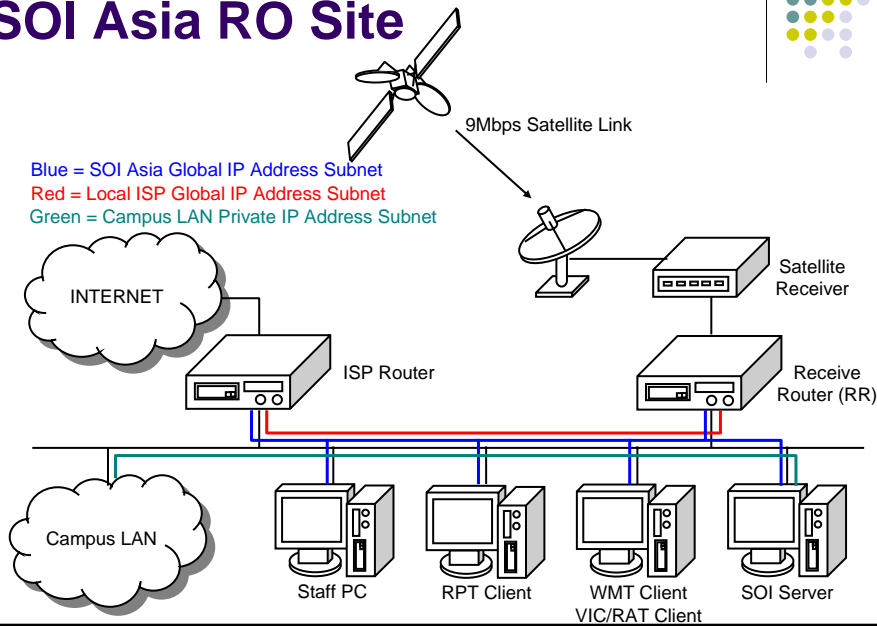 SOI Asia RO Site
9Mbps Satellite Link
Blue = SOI Asia Global IP Address Subnet
Red = Local ISP Global IP Address Subnet
Green = Campus LAN Private IP Address Subnet
INTERNET
Satellite
Receiver
ISP Router
Receive
Router (RR)
Campus LAN
Staff PC
RPT Client
WMT Client
VIC/RAT Client
SOI Server